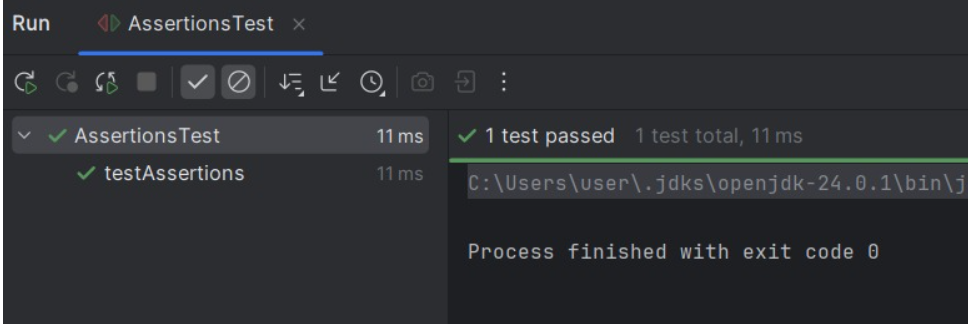 Run AssertionsTest
AssertionsTest 11 ms
testAssertions 11 ms
1 test passed 1 test total, 11 ms
C:\Users\user\.jdks\openjdk-24.0.1\bin\j
Process finished with exit code 0